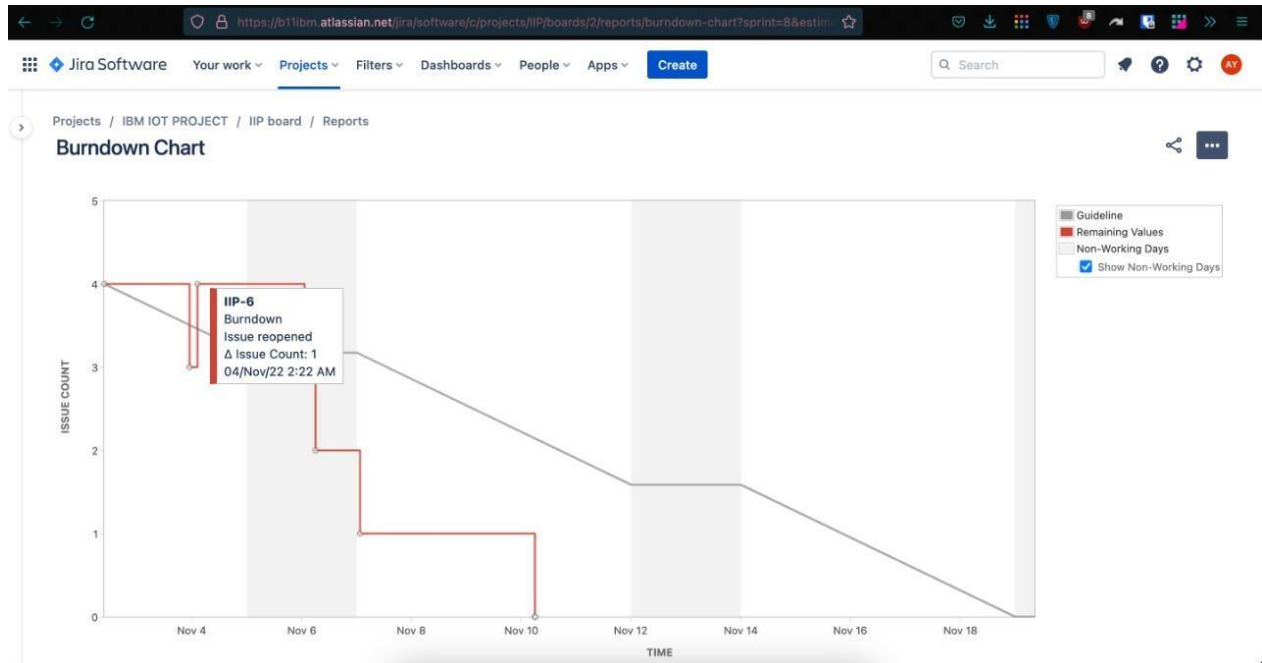 https://b11ibm.atlassian.net/jira/software/c/projects/IIP/boards/2/reports/burndown-chart?sprint=8&estim
Jira Software Your work Projects Filters Dashboards People Apps Create Search AY
Projects / IBM IOT PROJECT / IIP board / Reports
Burndown Chart
5
4
3
2
1
0
ISSUE COUNT
IIP-6
Burndown
Issue reopened
Δ Issue Count: 1
04/Nov/22 2:22 AM
Guideline
Remaining Values
Non-Working Days
Show Non-Working Days
Nov 4 Nov 6 Nov 8 Nov 10 Nov 12 Nov 14 Nov 16 Nov 18
TIME